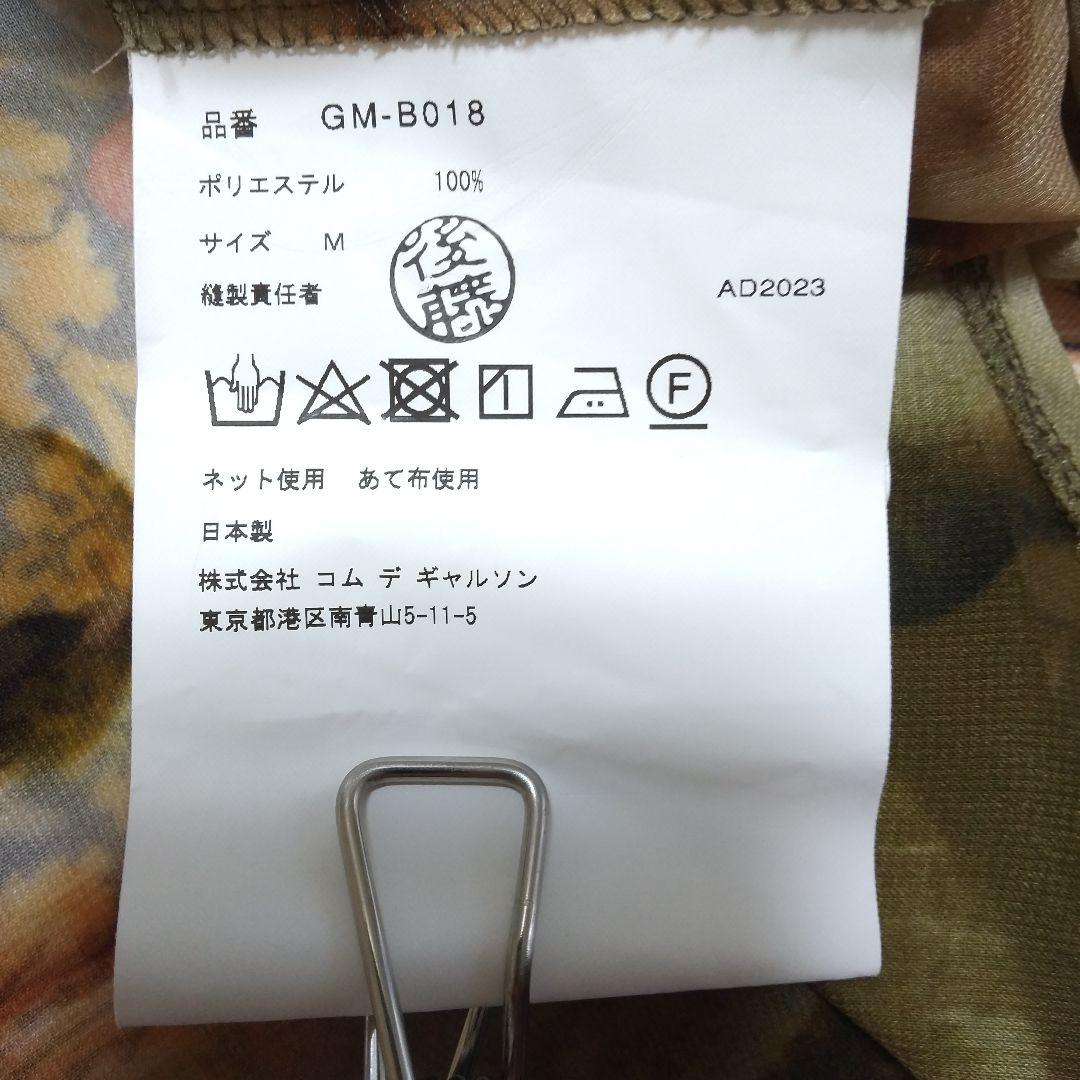 品番 GM-B018
ポリエステル 100%
サイズ M
後藤
縫製責任者
AD2023
F
ネット使用 あて布使用
日本製
株式会社 コム デ ギャルソン
東京都港区南青山5-11-5